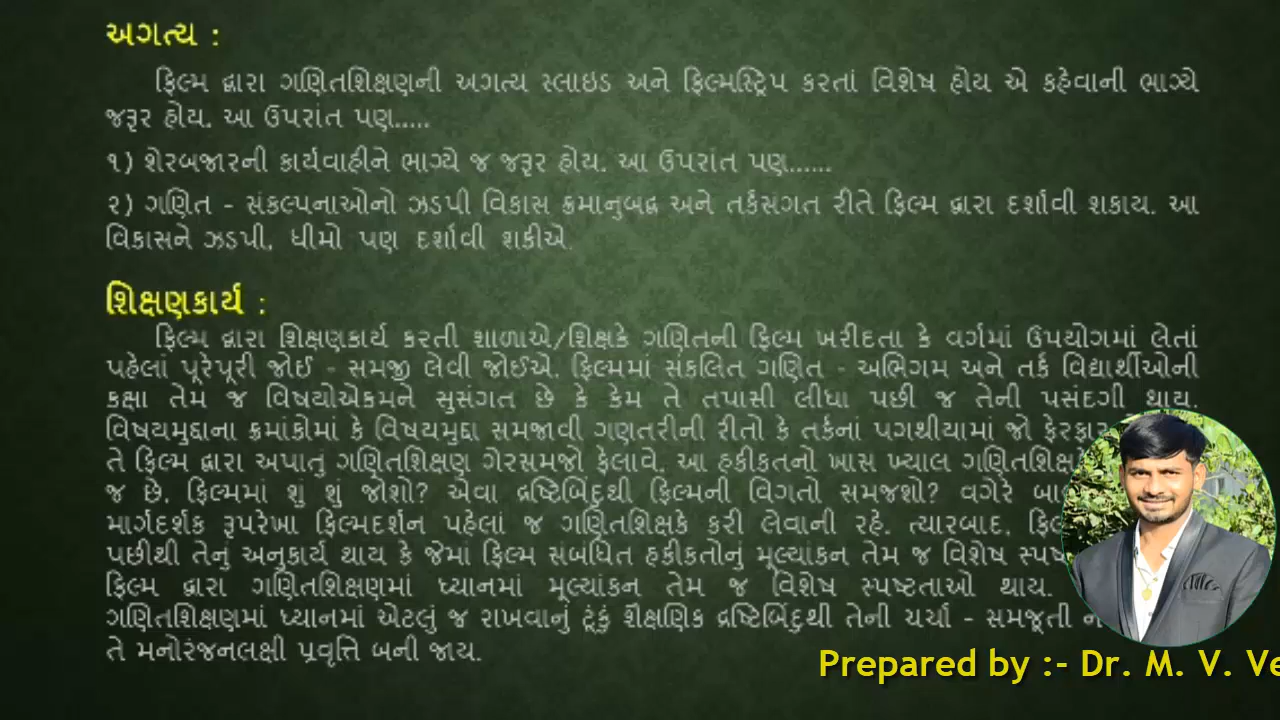 અગત્ય :
ફિલ્મ દ્વારા ગણિતશિક્ષણની અગત્ય સ્લાઇડ અને ફિલ્મસ્ટ્રિપ કરતાં વિશેષ હોય એ કહેવાની ભાગ્યે
જરૂર હોય. આ ઉપરાંત પણ.....
૧) શેરબજારની કાર્યવાહીને ભાગ્યે જ જરૂર હોય. આ ઉપરાંત પણ......
૨) ગણિત - સંકલ્પનાઓનો ઝડપી વિકાસ ક્રમાનુબદ્ધ અને તર્કસંગત રીતે ફિલ્મ દ્વારા દર્શાવી શકાય. આ
વિકાસને ઝડપી, ધીમો પણ દર્શાવી શકીએ.
શિક્ષણકાર્ય :
ફિલ્મ દ્વારા શિક્ષણકાર્ય કરતી શાળાએ/શિક્ષકે ગણિતની ફિલ્મ ખરીદતા કે વર્ગમાં ઉપયોગમાં લેતાં
પહેલાં પૂરેપૂરી જોઈ - સમજી લેવી જોઈએ. ફિલ્મમાં સંકલિત ગણિત - અભિગમ અને તર્ક વિદ્યાર્થીઓની
કક્ષા તેમ જ વિષયોએકમને સુસંગત છે કે કેમ તે તપાસી લીધા પછી જ તેની પસંદગી થાય.
વિષયમુદ્દાના ક્રમાંકોમાં કે વિષયમુદ્દા સમજાવી ગણતરીની રીતો કે તર્કનાં પગથીયામાં જો ફેરફાર
તે ફિલ્મ દ્વારા અપાતું ગણિતશિક્ષણ ગેરસમજો ફેલાવે. આ હકીકતનો ખાસ ખ્યાલ
જ છે. ફિલ્મમાં શું શું જોશો? એવા દ્રષ્ટિબિંદુથી ફિલ્મની વિગતો સમજશો? વગેરે
માર્ગદર્શક રૂપરેખા ફિલ્મદર્શન પહેલાં જ ગણિતશિક્ષકે કરી લેવાની રહે. ત્યારબાદ,
પછીથી તેનું અનુકાર્ય થાય કે જેમાં ફિલ્મ સંબંધિત હકીકતોનું મૂલ્યાંકન તેમ જ વિશેષ
ફિલ્મ દ્વારા ગણિતશિક્ષણમાં ધ્યાનમાં મૂલ્યાંકન તેમ જ વિશેષ સ્પષ્ટતાઓ થાય.
ગણિતશિક્ષણમાં ધ્યાનમાં એટલું જ રાખવાનું ટૂંકું શૈક્ષણિક દ્રષ્ટિબિંદુથી તેની ચર્ચા - સમજૂતી
તે મનોરંજનલક્ષી પ્રવૃત્તિ બની જાય.
Prepared by :- Dr. M. V.